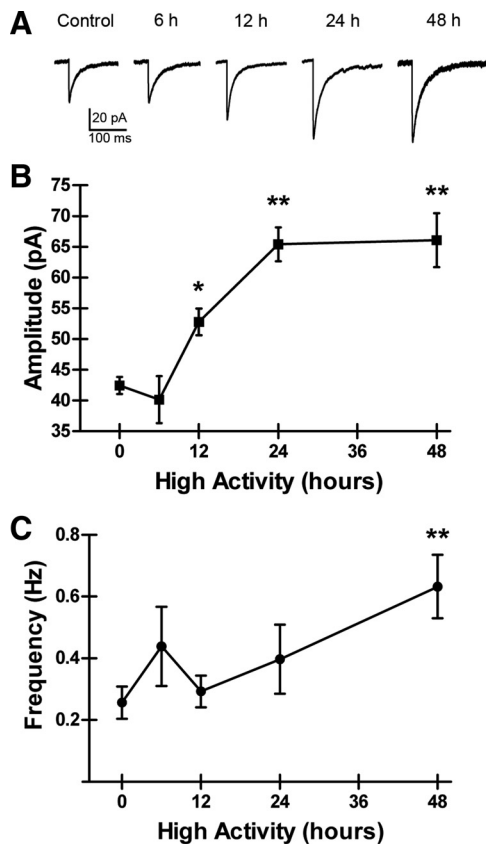 A
Control 6 h 12 h 24 h 48 h
20 pA
100 ms
B
75
70
65
60
55
50
45
40
35
Amplitude (pA)
*
**
**
0 12 24 36 48
High Activity (hours)
C
0.8
0.6
0.4
0.2
Frequency (Hz)
**
0 12 24 36 48
High Activity (hours)